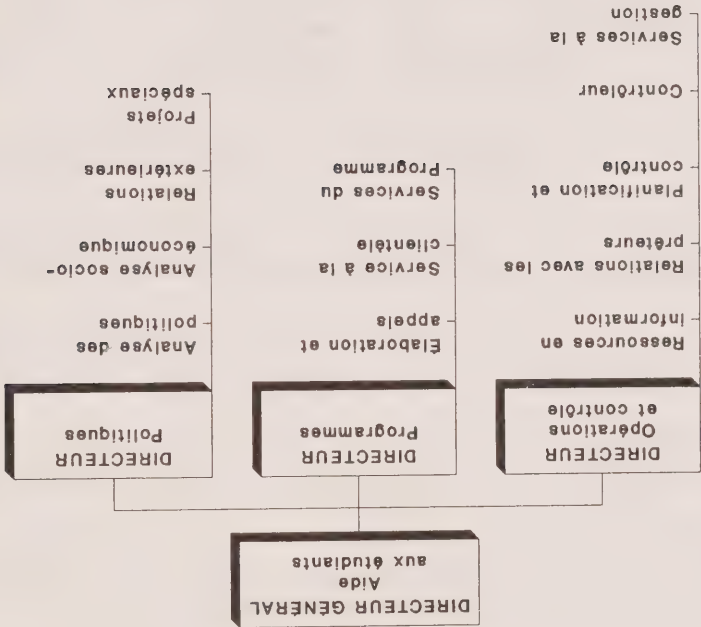 DIRECTEUR GÉNÉRAL
Aide
aux étudiants
DIRECTEUR
Opérations
et contrôle
Ressources en
information
Relations avec les
prêteurs
Planification et
contrôle
Contrôleur
Services à la
gestion
DIRECTEUR
Programmes
Élaboration et
appels
Service à la
clientèle
Services du
Programme
DIRECTEUR
Politiques
Analyse des
politiques
Analyse socio-
économique
Relations
extérieures
Projets
spéciaux